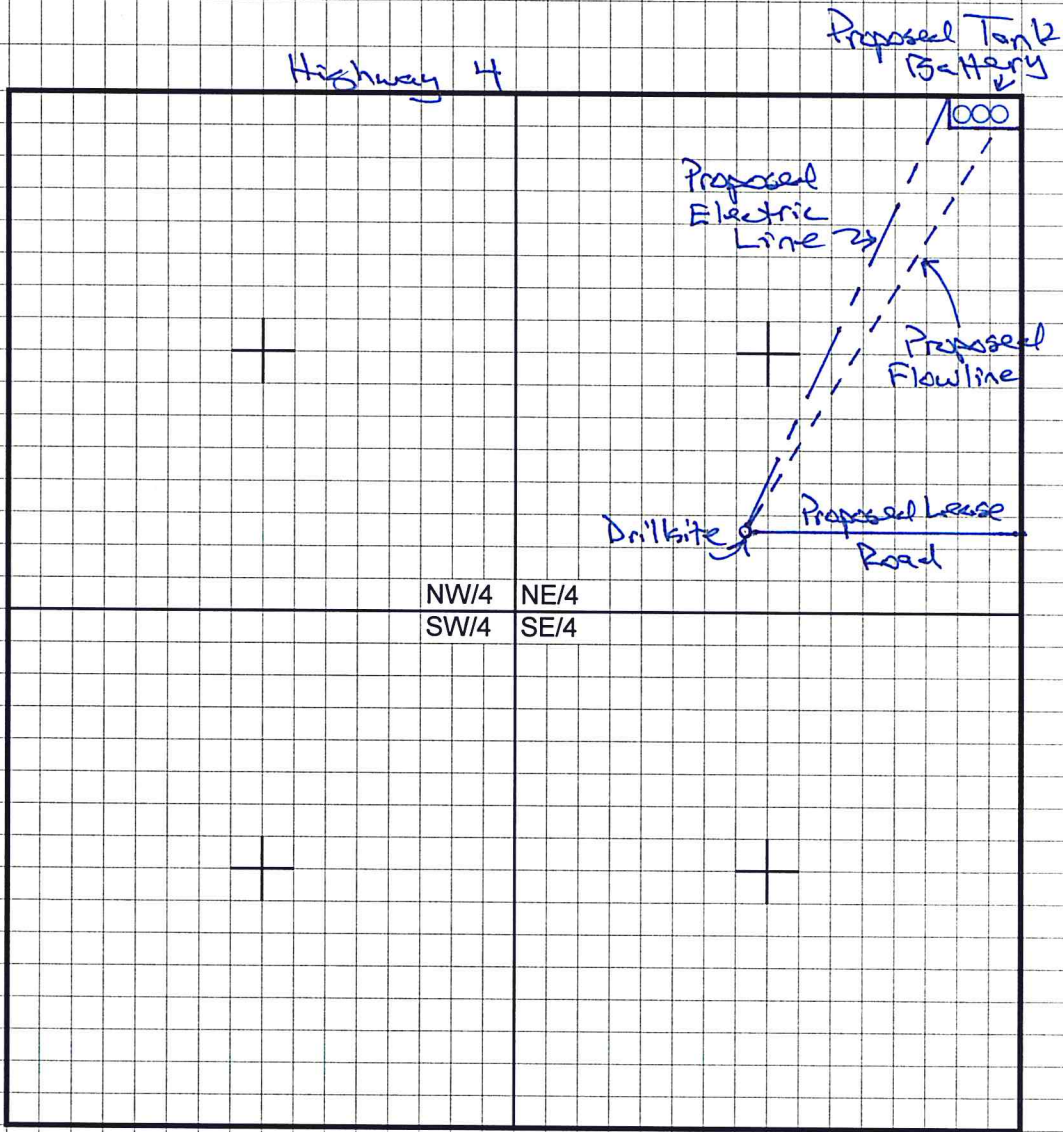 Proposed Tank
Battery
Highway 4
Proposed
Electric
Line
Proposed
Flowline
Drillsite
Proposed Lease
Road
NW/4 NE/4
SW/4 SE/4